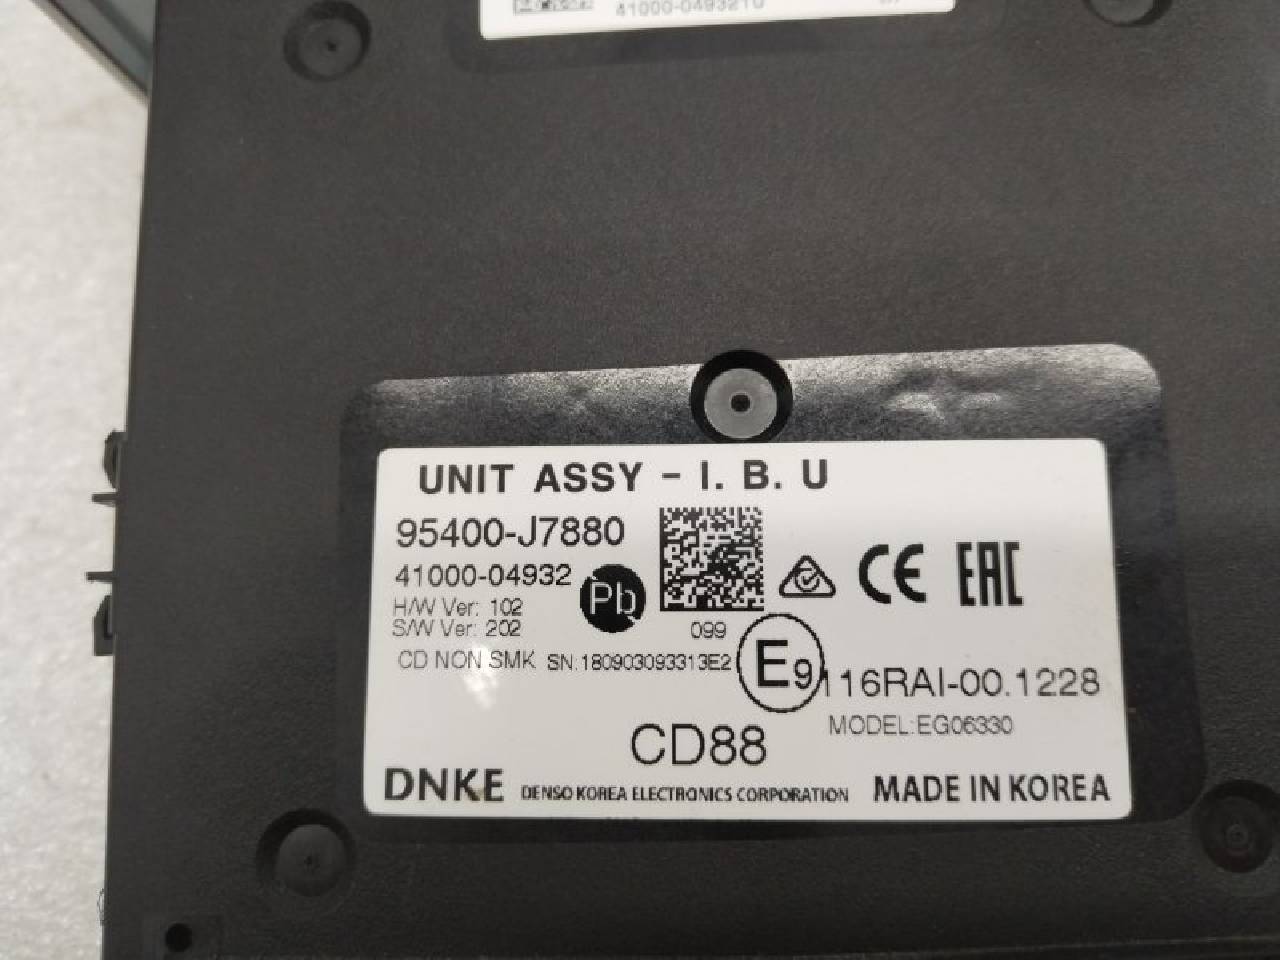 41000-0493210
UNIT ASSY - I. B. U
95400-J7880
41000-04932
Pb
H/W Ver: 102
S/W Ver: 202
099
CD NON SMK SN:180903093313E2
CE EAC
E9
116RAI-00.1228
MODEL:EG06330
CD88
DNKE DENSO KOREA ELECTRONICS CORPORATION MADE IN KOREA